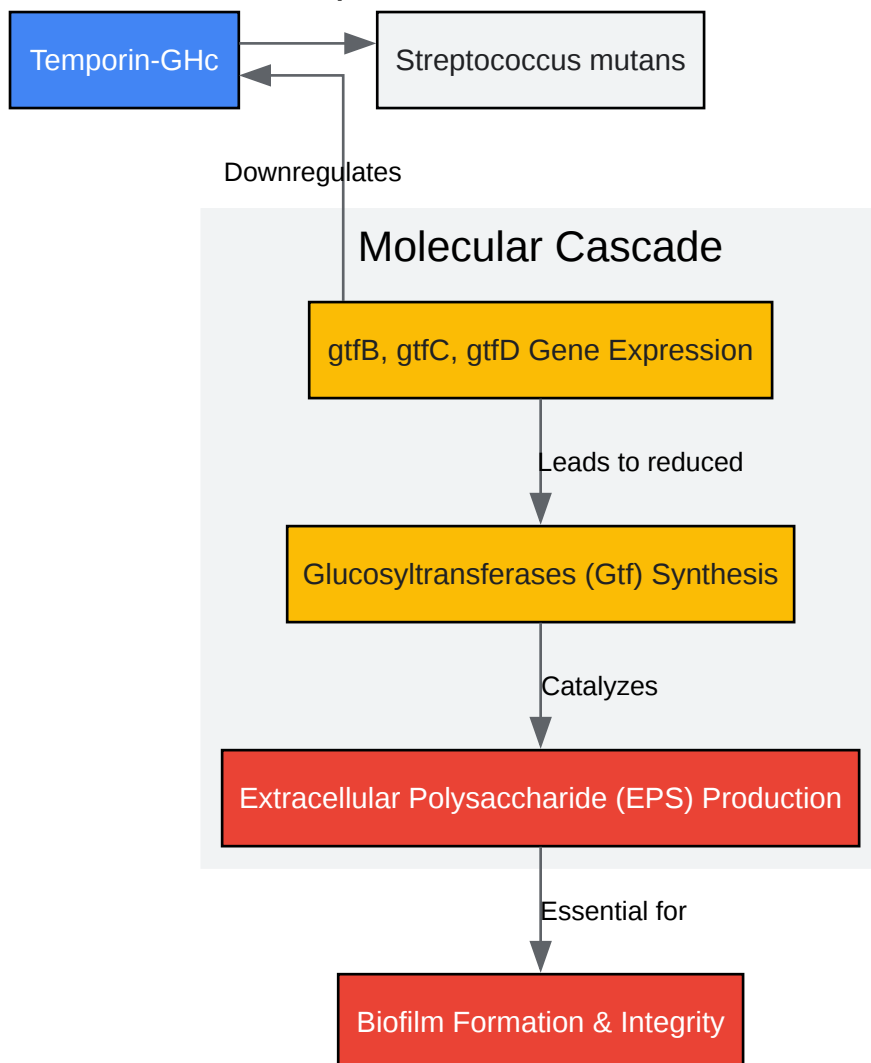 Temporin-GHc
Streptococcus mutans
Downregulates
Molecular Cascade
gtfB, gtfC, gtfD Gene Expression
Leads to reduced
Glucosyltransferases (Gtf) Synthesis
Catalyzes
Extracellular Polysaccharide (EPS) Production
Essential for
Biofilm Formation & Integrity